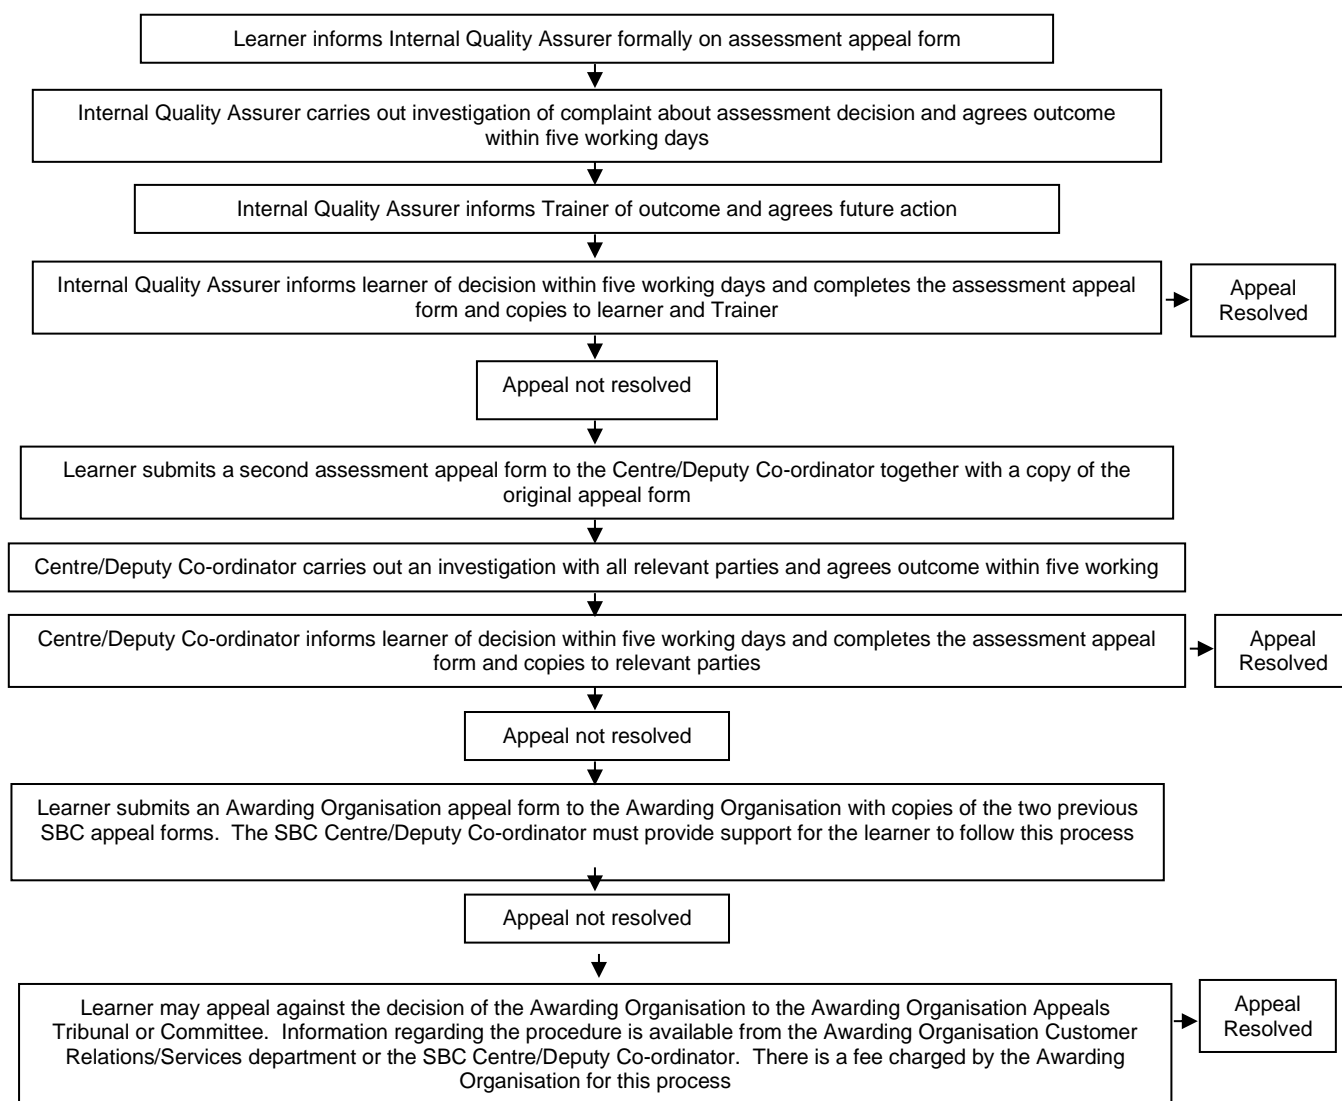 Learner informs Internal Quality Assurer formally on assessment appeal form
Internal Quality Assurer carries out investigation of complaint about assessment decision and agrees outcome
within five working days
Internal Quality Assurer informs Trainer of outcome and agrees future action
Internal Quality Assurer informs learner of decision within five working days and completes the assessment appeal
form and copies to learner and Trainer
Appeal
Resolved
Appeal not resolved
Learner submits a second assessment appeal form to the Centre/Deputy Co-ordinator together with a copy of the
original appeal form
Centre/Deputy Co-ordinator carries out an investigation with all relevant parties and agrees outcome within five working
Centre/Deputy Co-ordinator informs learner of decision within five working days and completes the assessment appeal
form and copies to relevant parties
Appeal
Resolved
Appeal not resolved
Learner submits an Awarding Organisation appeal form to the Awarding Organisation with copies of the two previous
SBC appeal forms.  The SBC Centre/Deputy Co-ordinator must provide support for the learner to follow this process
Appeal not resolved
Learner may appeal against the decision of the Awarding Organisation to the Awarding Organisation Appeals
Tribunal or Committee.  Information regarding the procedure is available from the Awarding Organisation Customer
Relations/Services department or the SBC Centre/Deputy Co-ordinator.  There is a fee charged by the Awarding
Organisation for this process
Appeal
Resolved